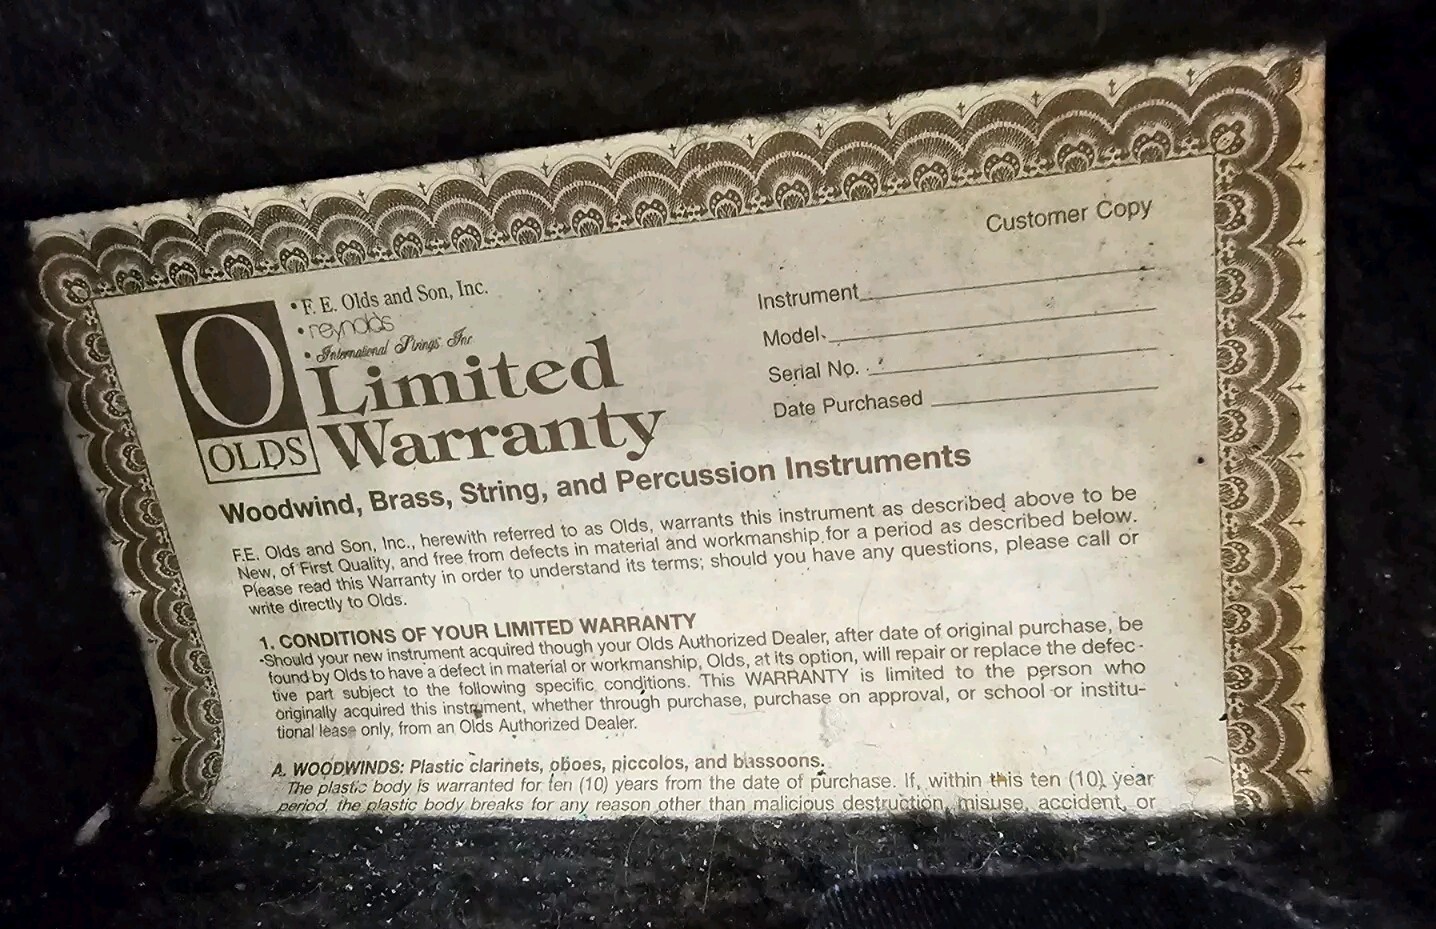 Customer Copy
O
OLDS
• F. E. Olds and Son, Inc.
• reynolds
• International Strings Inc
Limited
Warranty
Instrument
Model
Serial No.
Date Purchased
Woodwind, Brass, String, and Percussion Instruments
F.E. Olds and Son, Inc., herewith referred to as Olds, warrants this instrument as described above to be
New, of First Quality, and free from defects in material and workmanship for a period as described below.
Please read this Warranty in order to understand its terms; should you have any questions, please call or
write directly to Olds.
1. CONDITIONS OF YOUR LIMITED WARRANTY
Should your new instrument acquired though your Olds Authorized Dealer, after date of original purchase, be
found by Olds to have a defect in material or workmanship, Olds, at its option, will repair or replace the defec-
tive part subject to the following specific conditions. This WARRANTY is limited to the person who
originally acquired this instrument, whether through purchase, purchase on approval, or school or institu-
tional lease only, from an Olds Authorized Dealer.
A. WOODWINDS: Plastic clarinets, oboes, piccolos, and bassoons.
The plastic body is warranted for ten (10) years from the date of purchase. If, within this ten (10) year
period, the plastic body breaks for any reason other than malicious destruction, misuse, accident, or